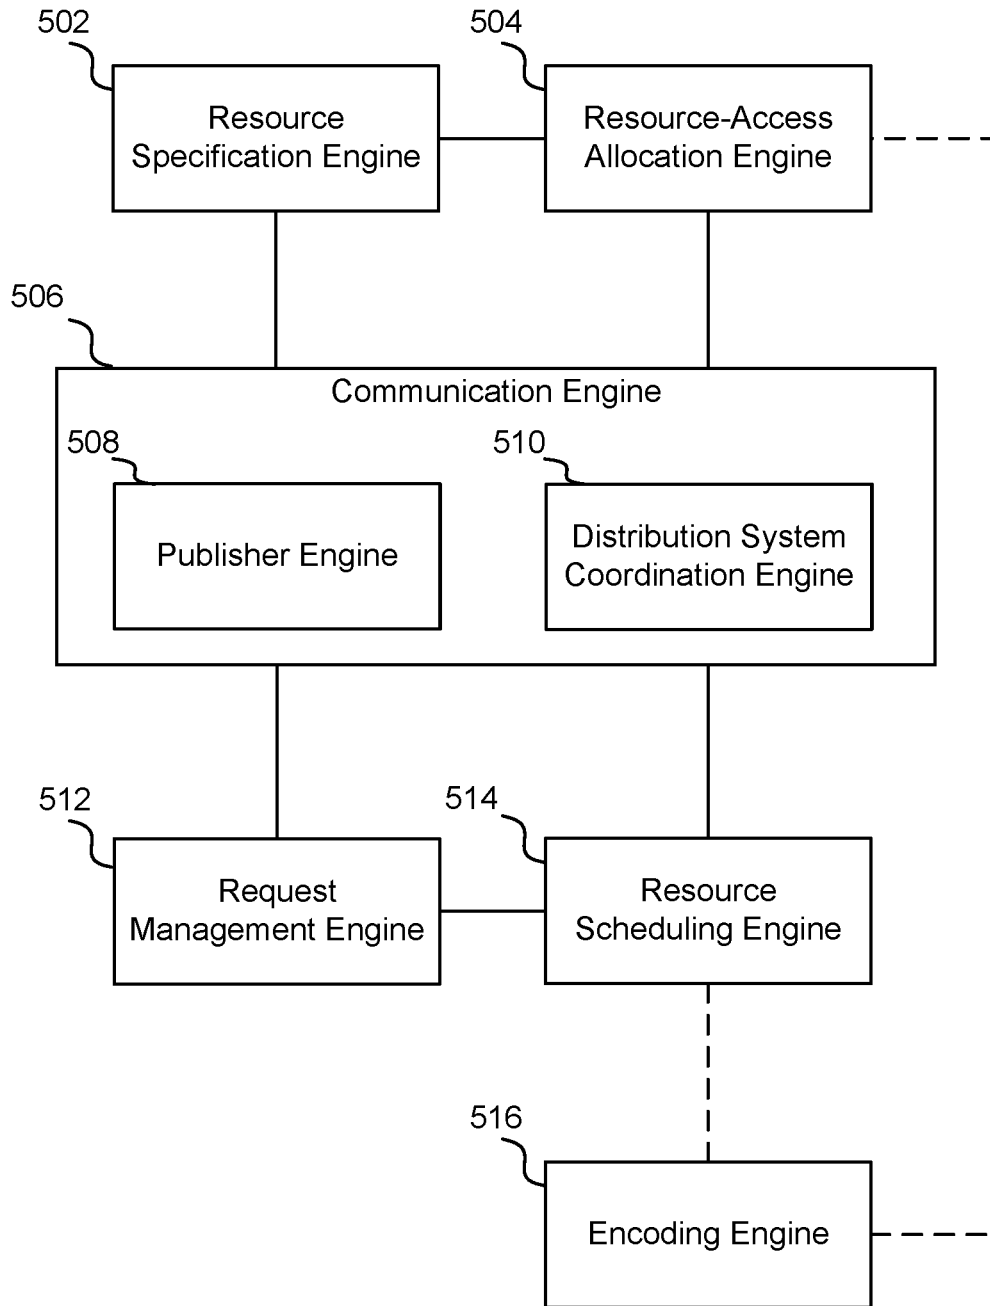 502
504
Resource
Specification Engine
Resource-Access
Allocation Engine
506
Communication Engine
508
510
Publisher Engine
Distribution System
Coordination Engine
512
514
Request
Management Engine
Resource
Scheduling Engine
516
Encoding Engine